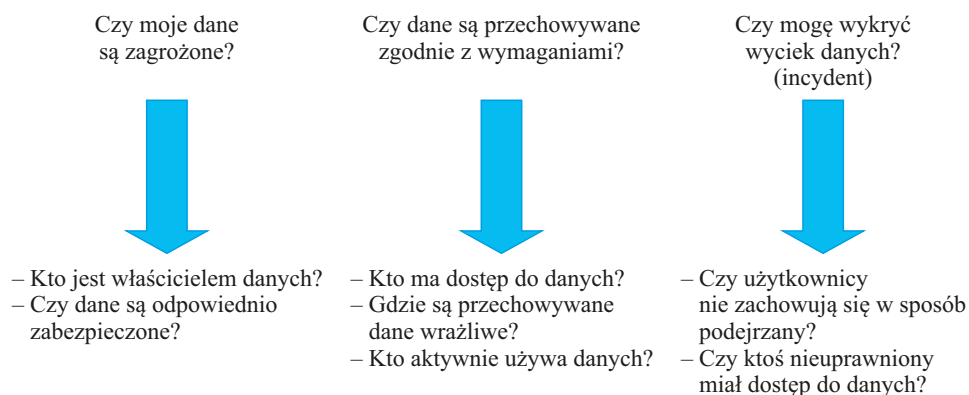 Czy moje dane
są zagrożone?
Czy dane są przechowywane
zgodnie z wymaganiami?
Czy mogę wykryć
wyciek danych?
(incydent)
– Kto jest właścicielem danych?
– Czy dane są odpowiednio
zabezpieczone?
– Kto ma dostęp do danych?
– Gdzie są przechowywane
dane wrażliwe?
– Kto aktywnie używa danych?
– Czy użytkownicy
nie zachowują się w sposób
podejrzany?
– Czy ktoś nieuprawniony
miał dostęp do danych?